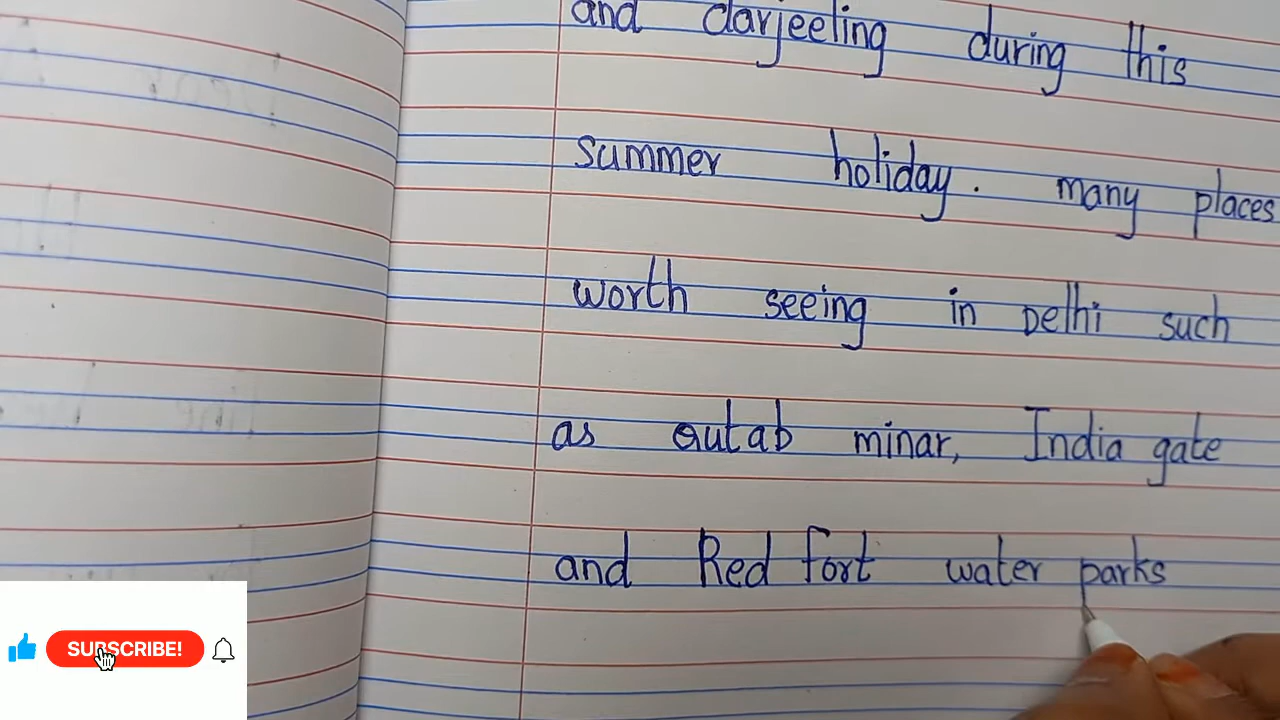 and darjeeling during this
summer holiday. many places
worth seeing in Delhi such
as Qutab minar, India gate
and Red fort water parks
SUBSCRIBE!